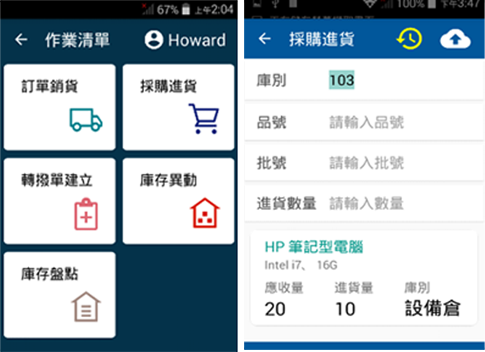 67% 上午2:04
作業清單 Howard
訂單銷貨 採購進貨
轉撥單建立 庫存異動
庫存盤點
100% 下午3:47
採購進貨
庫別 103
品號 請輸入品號
批號 請輸入批號
進貨數量 請輸入數量
HP 筆記型電腦
Intel i7、 16G
應收量 進貨量 庫別
20 10 設備倉